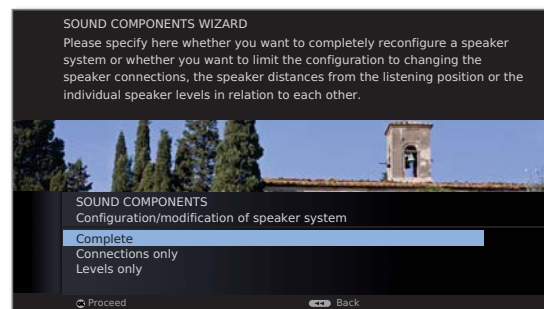 SOUND COMPONENTS WIZARD
Please specify here whether you want to completely reconfigure a speaker
system or whether you want to limit the configuration to changing the
speaker connections, the speaker distances from the listening position or the
individual speaker levels in relation to each other.
SOUND COMPONENTS
Configuration/modification of speaker system
Complete
Connections only
Levels only
OK Proceed Back